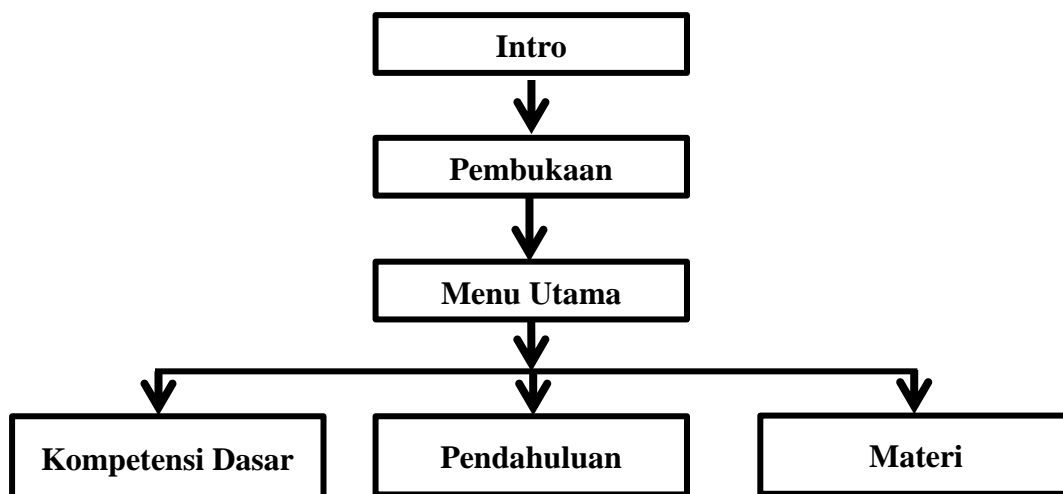 Intro
Pembukaan
Menu Utama
Kompetensi Dasar
Pendahuluan
Materi